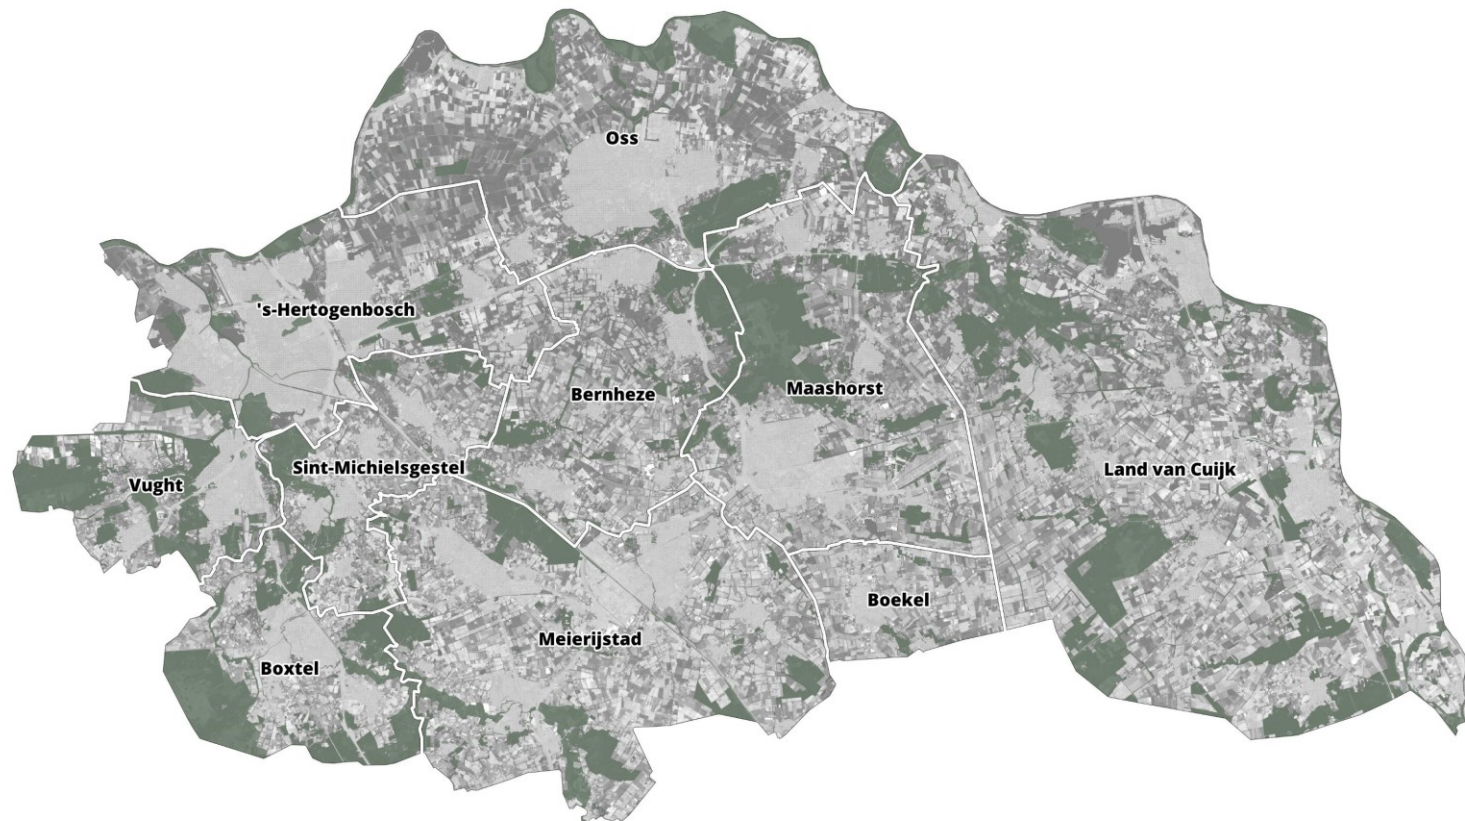 Oss
's-Hertogenbosch
Bernheze
Maashorst
Sint-Michielsgestel
Land van Cuijk
Vught
Boekel
Meierijstad
Boxtel